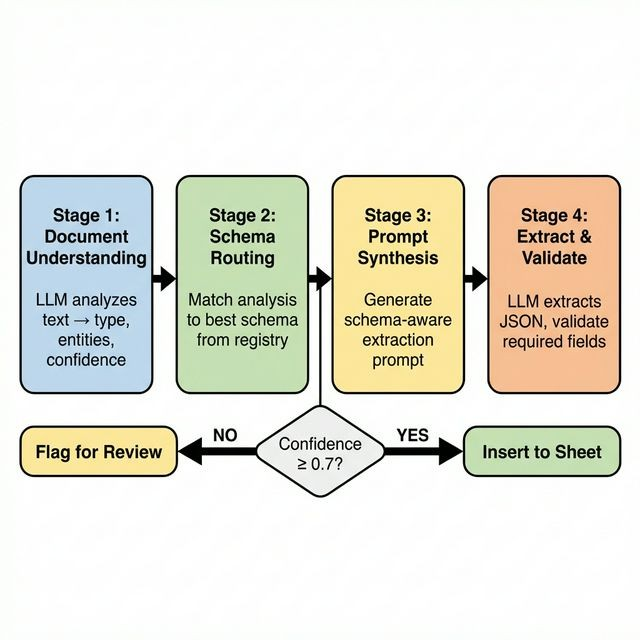 Stage 1:
Document
Understanding
LLM analyzes
text → type,
entities,
confidence
Stage 2:
Schema
Routing
Match analysis
to best schema
from registry
Stage 3:
Prompt
Synthesis
Generate
schema-aware
extraction
prompt
Stage 4:
Extract &
Validate
LLM extracts
JSON, validate
required fields
Flag for Review
NO
Confidence
≥ 0.7?
YES
Insert to Sheet